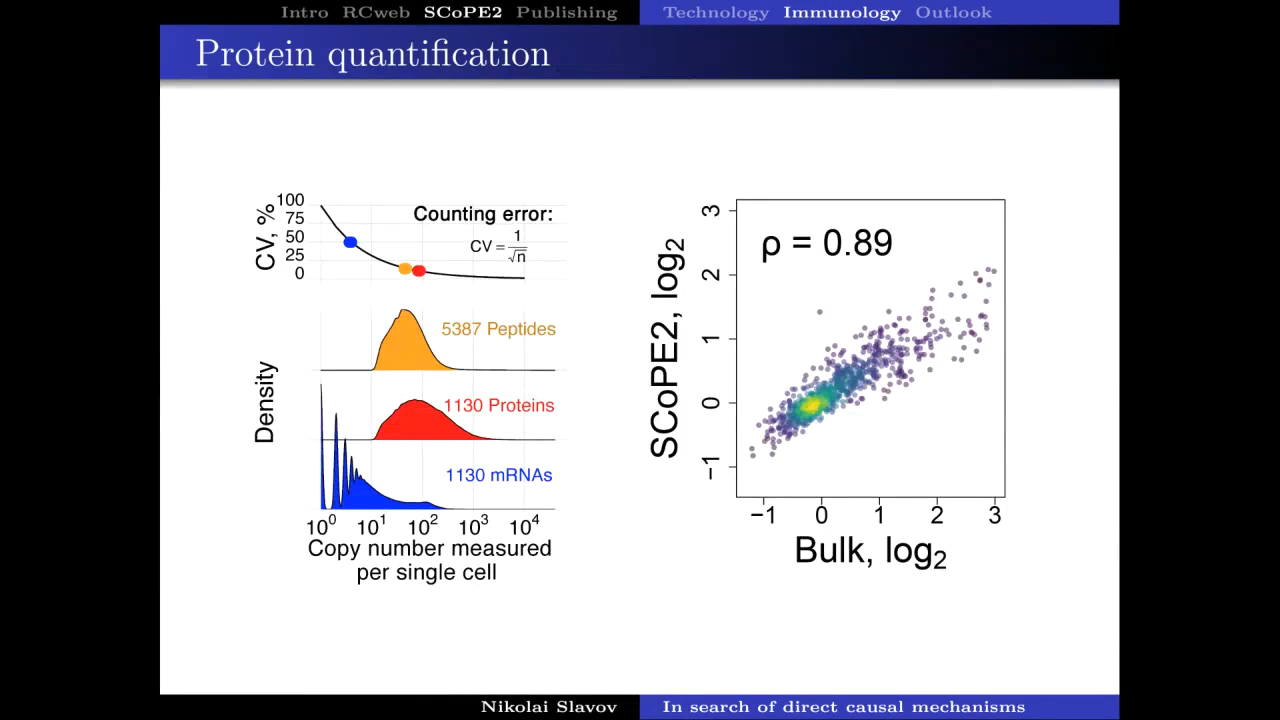 Intro RCweb SCoPE2 Publishing Technology Immunology Outlook
Protein quantification
CV, %
100
75
50
25
0
Counting error:
CV = 1/√n
Density
5387 Peptides
1130 Proteins
1130 mRNAs
10⁰ 10¹ 10² 10³ 10⁴
Copy number measured
per single cell
SCoPE2, log₂
3
2
1
0
−1
ρ = 0.89
−1 0 1 2 3
Bulk, log₂
Nikolai Slavov In search of direct causal mechanisms